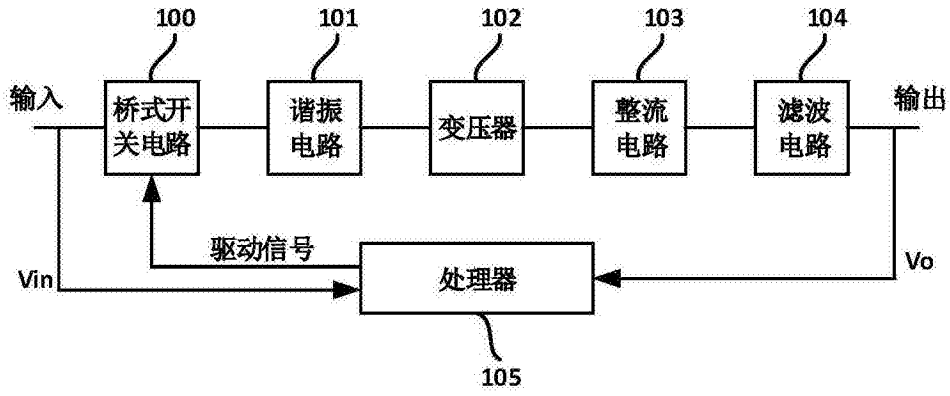 100
101
102
103
104
输入
桥式开
关电路
谐振
电路
变压器
整流
电路
滤波
电路
输出
驱动信号
Vin
处理器
Vo
105